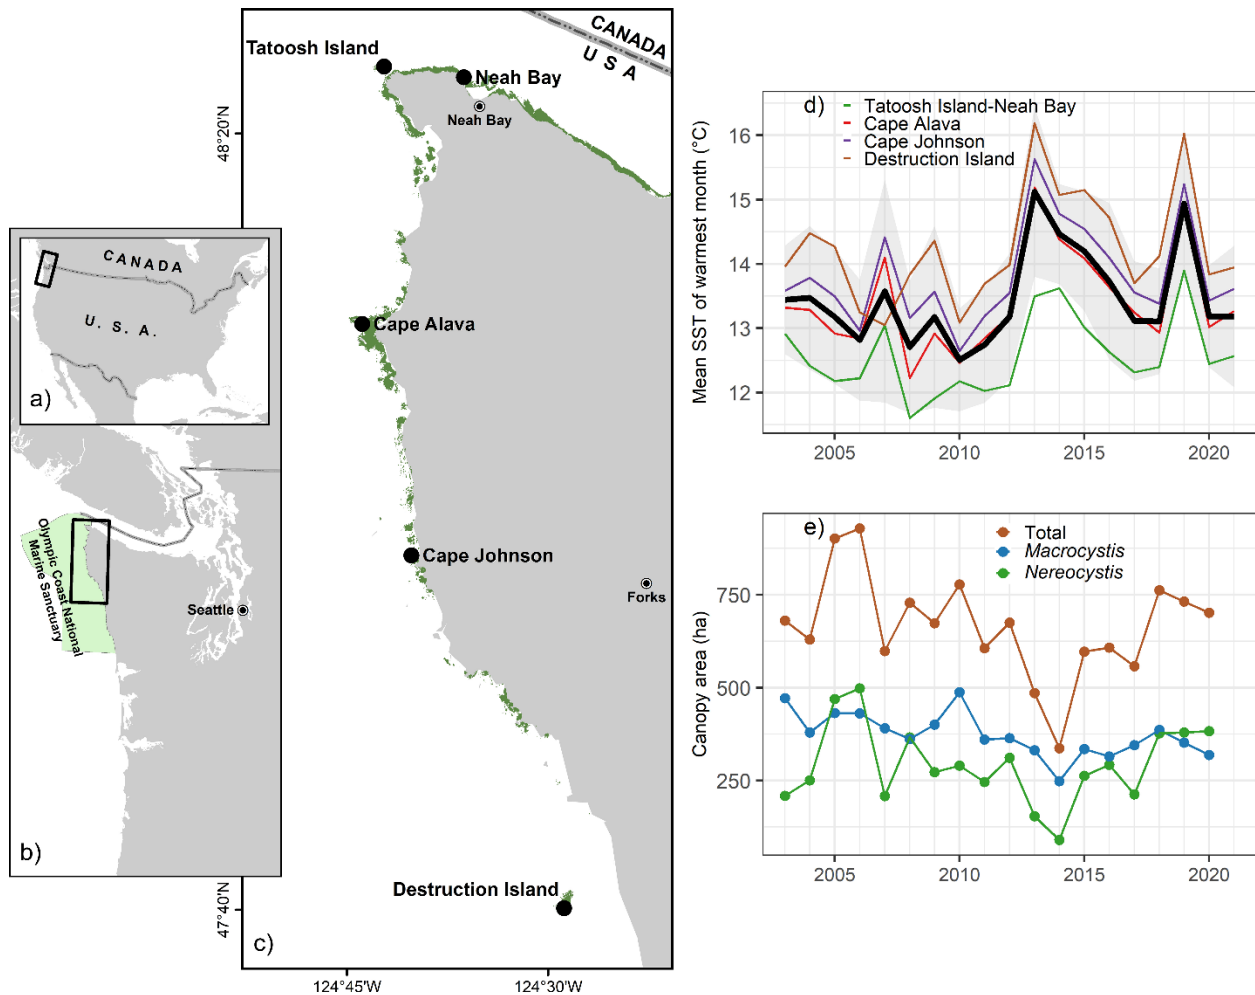 CANADA
U S A
Tatoosh Island
Neah Bay
Neah Bay
48°20'N
Cape Alava
Cape Johnson
Forks
Destruction Island
47°40'N
c)
124°45'W
124°30'W
CANADA
U. S. A.
a)
Olympic Coast National
Marine Sanctuary
Seattle
b)
d)
Tatoosh Island-Neah Bay
Cape Alava
Cape Johnson
Destruction Island
Mean SST of warmest month (°C)
16
15
14
13
12
2005
2010
2015
2020
e)
Total
Macrocystis
Nereocystis
Canopy area (ha)
750
500
250
2005
2010
2015
2020